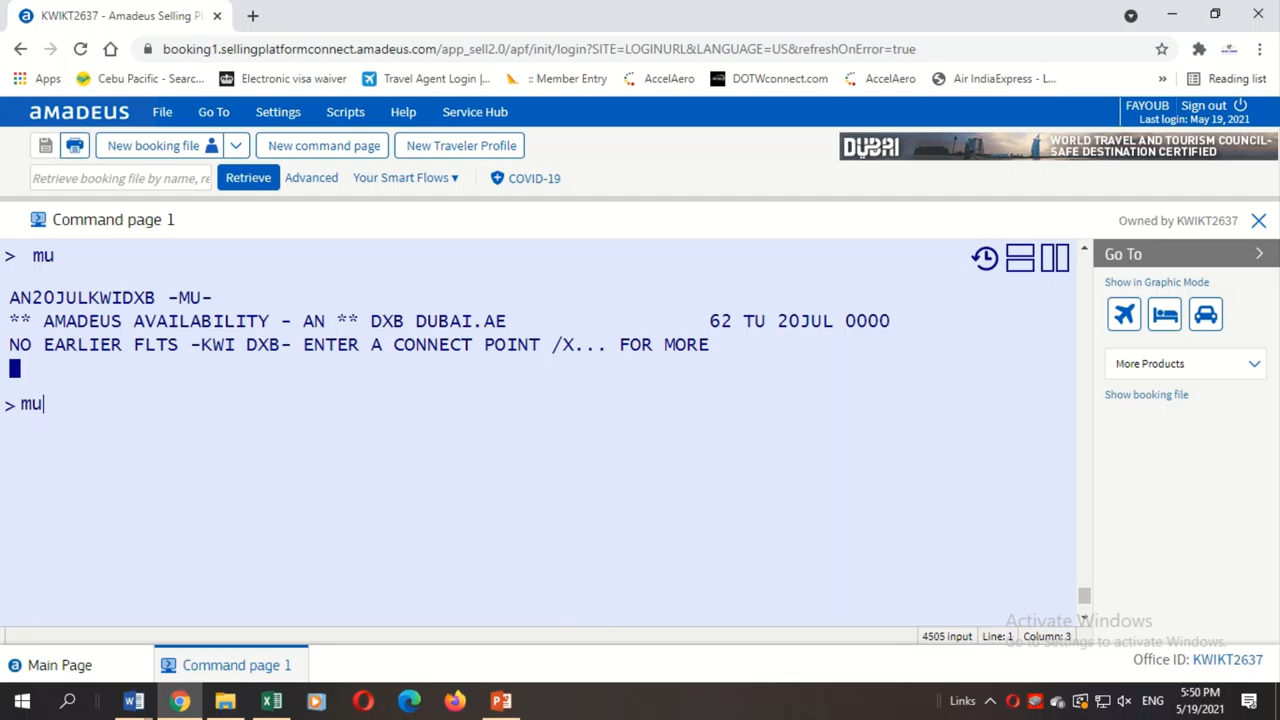 KWIKT2637 - Amadeus Selling Pl
booking1.sellingplatformconnect.amadeus.com/app_sell2.0/apf/init/login?SITE=LOGINURL&LANGUAGE=US&refreshOnError=true
Apps Cebu Pacific - Searc... Electronic visa waiver Travel Agent Login |... :: Member Entry AccelAero DOTWconnect.com AccelAero Air IndiaExpress - L... » Reading list
amadeus File Go To Settings Scripts Help Service Hub FAYOUB Sign out
Last login: May 19, 2021
New booking file New command page New Traveler Profile DUBAI WORLD TRAVEL AND TOURISM COUNCIL-
SAFE DESTINATION CERTIFIED
Retrieve booking file by name, re Retrieve Advanced Your Smart Flows COVID-19
Command page 1 Owned by KWIKT2637
> mu
Go To
Show in Graphic Mode
AN20JULKWIDXB -MU-
** AMADEUS AVAILABILITY - AN ** DXB DUBAI.AE 62 TU 20JUL 0000
NO EARLIER FLTS -KWI DXB- ENTER A CONNECT POINT /X... FOR MORE
More Products
Show booking file
> mu
Activate Windows
Go to Settings to activate Windows.
4505 input Line: 1 Column: 3
Main Page Command page 1 Office ID: KWIKT2637
Links ENG 5:50 PM
5/19/2021